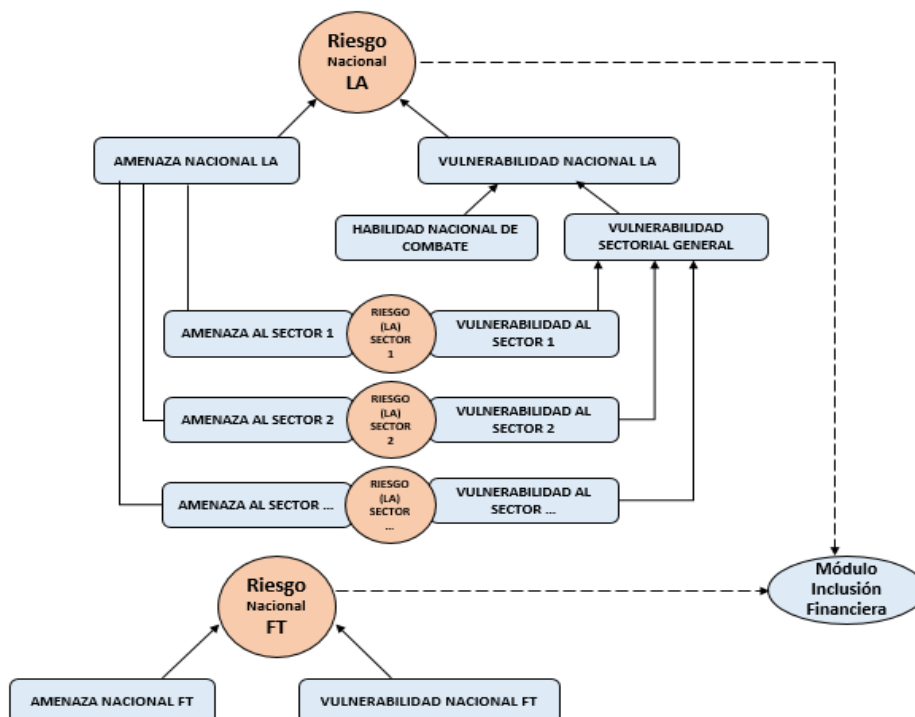 Riesgo
Nacional
LA
AMENAZA NACIONAL LA
VULNERABILIDAD NACIONAL LA
HABILIDAD NACIONAL DE
COMBATE
VULNERABILIDAD
SECTORIAL GENERAL
AMENAZA AL SECTOR 1
RIESGO
(LA)
SECTOR
1
VULNERABILIDAD AL
SECTOR 1
AMENAZA AL SECTOR 2
RIESGO
(LA)
SECTOR
2
VULNERABILIDAD AL
SECTOR 2
AMENAZA AL SECTOR ...
RIESGO
(LA)
SECTOR
...
VULNERABILIDAD AL
SECTOR ...
Riesgo
Nacional
FT
Módulo
Inclusión
Financiera
AMENAZA NACIONAL FT
VULNERABILIDAD NACIONAL FT